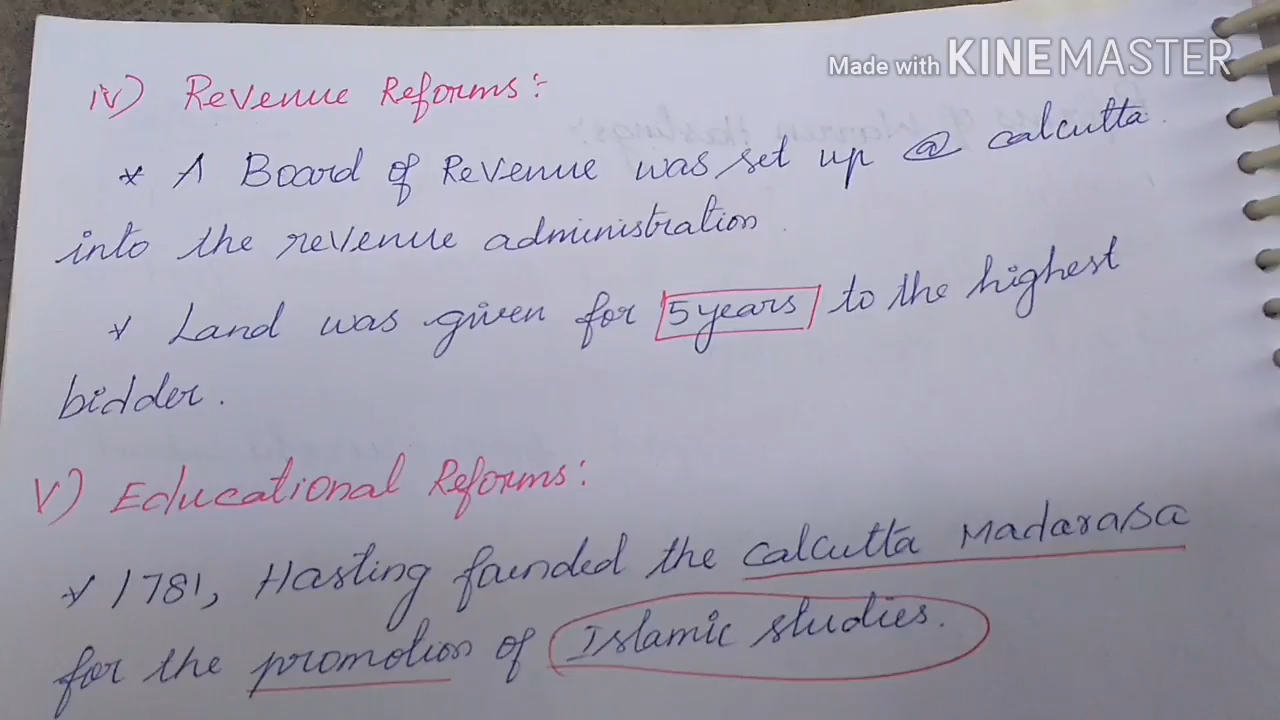 Made with KINEMASTER
iv) Revenue Reforms:
* A Board of Revenue was set up @ calcutta
into the revenue administration.
* Land was given for 5 years to the highest
bidder.
V) Educational Reforms:
* 1781, Hasting founded the calcutta Madarasa
for the promotion of Islamic studies.